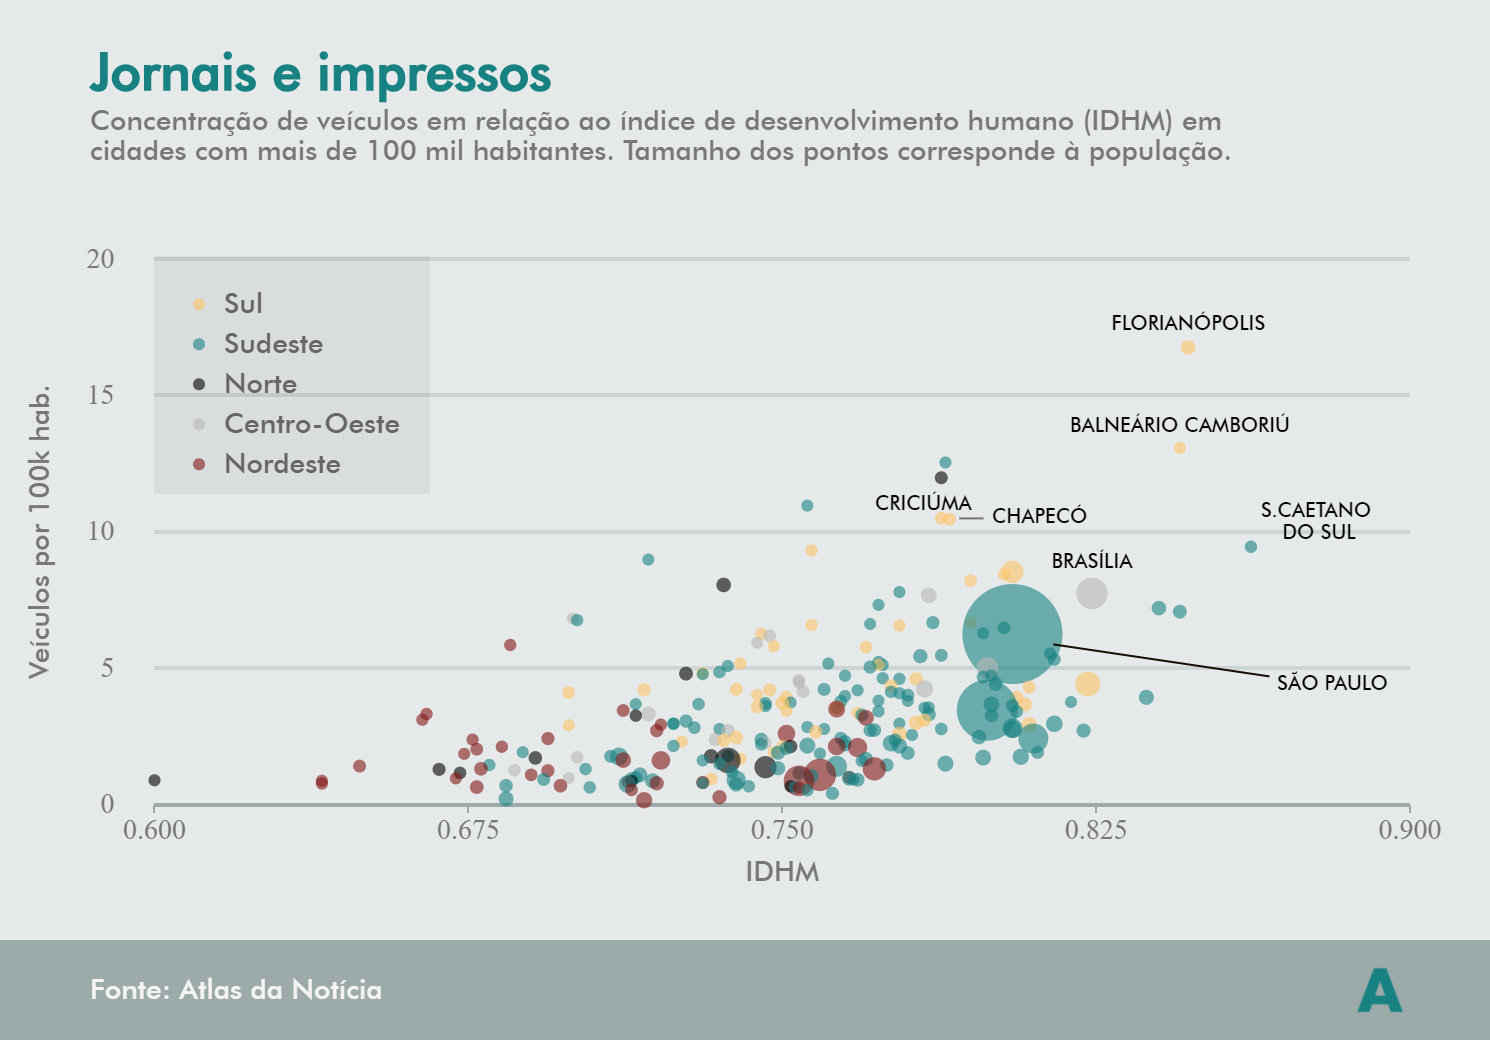 Jornais e impressos
Concentração de veículos em relação ao índice de desenvolvimento humano (IDHM) em
cidades com mais de 100 mil habitantes. Tamanho dos pontos corresponde à população.
20
15
10
5
0
Veículos por 100k hab.
Sul
Sudeste
Norte
Centro-Oeste
Nordeste
FLORIANÓPOLIS
BALNEÁRIO CAMBORIÚ
CRICIÚMA
CHAPECÓ
S.CAETANO
DO SUL
BRASÍLIA
SÃO PAULO
0.600
0.675
0.750
0.825
0.900
IDHM
Fonte: Atlas da Notícia
A